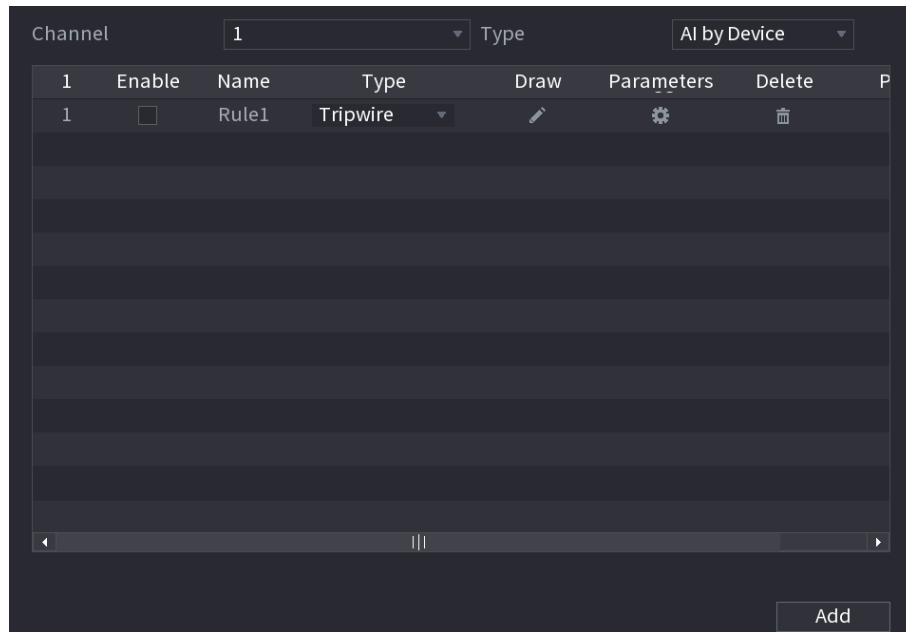 Channel 1 Type AI by Device
1 Enable Name Type Draw Parameters Delete P
1 Rule1 Tripwire
Add